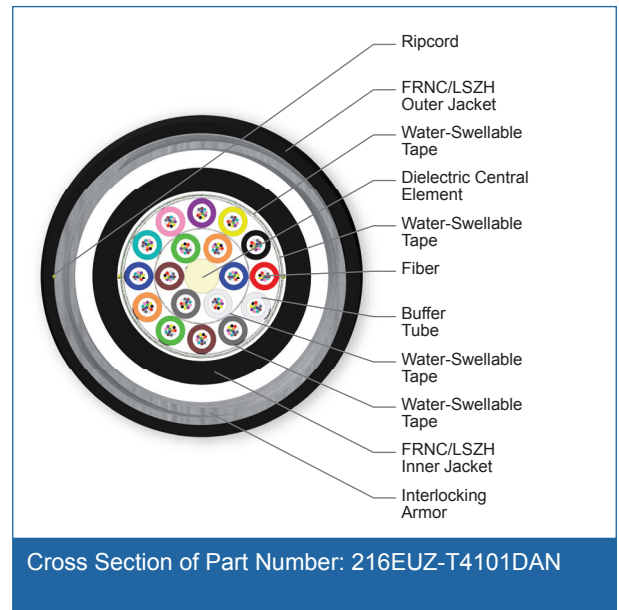 Ripcord
FRNC/LSZH
Outer Jacket
Water-Swellable
Tape
Dielectric Central
Element
Water-Swellable
Tape
Fiber
Buffer
Tube
Water-Swellable
Tape
Water-Swellable
Tape
FRNC/LSZH
Inner Jacket
Interlocking
Armor
Cross Section of Part Number: 216EUZ-T4101DAN